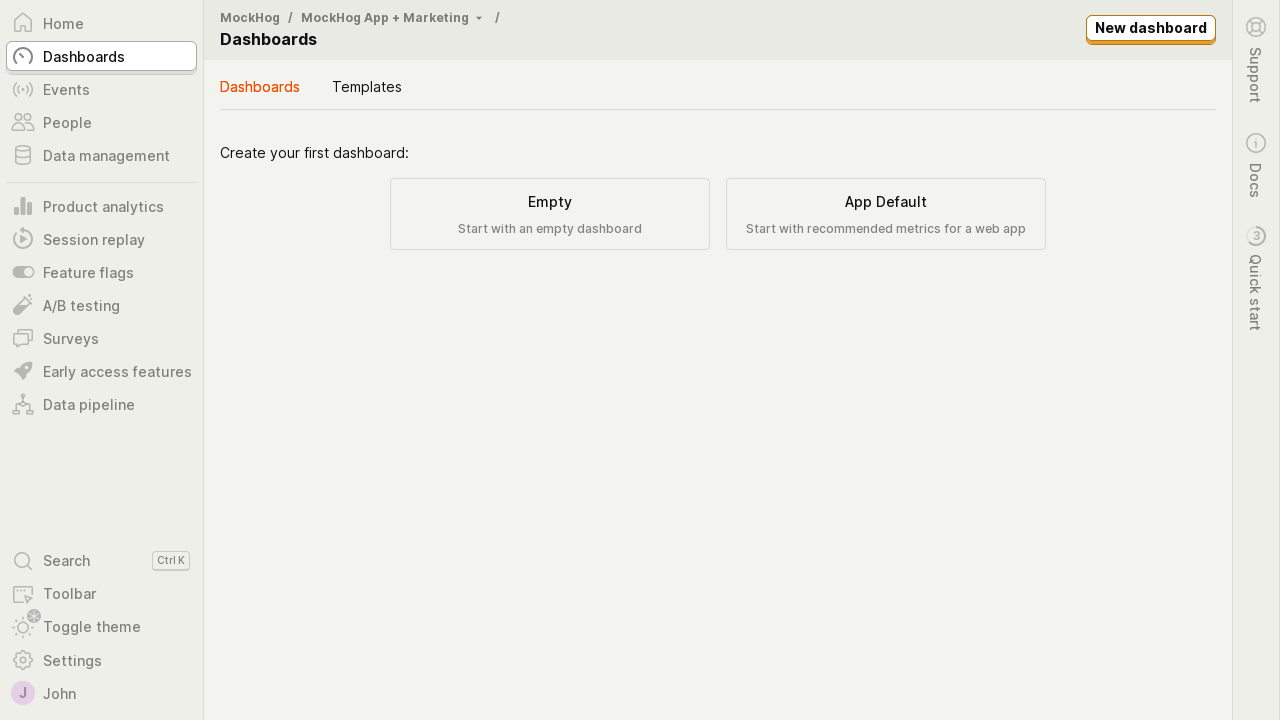 Home
Dashboards
Events
People
Data management
Product analytics
Session replay
Feature flags
A/B testing
Surveys
Early access features
Data pipeline
Search Ctrl K
Toolbar
Toggle theme
Settings
J John
MockHog / MockHog App + Marketing /
Dashboards
New dashboard
Dashboards Templates
Create your first dashboard:
Empty
Start with an empty dashboard
App Default
Start with recommended metrics for a web app
Support
Docs
3
Quick start